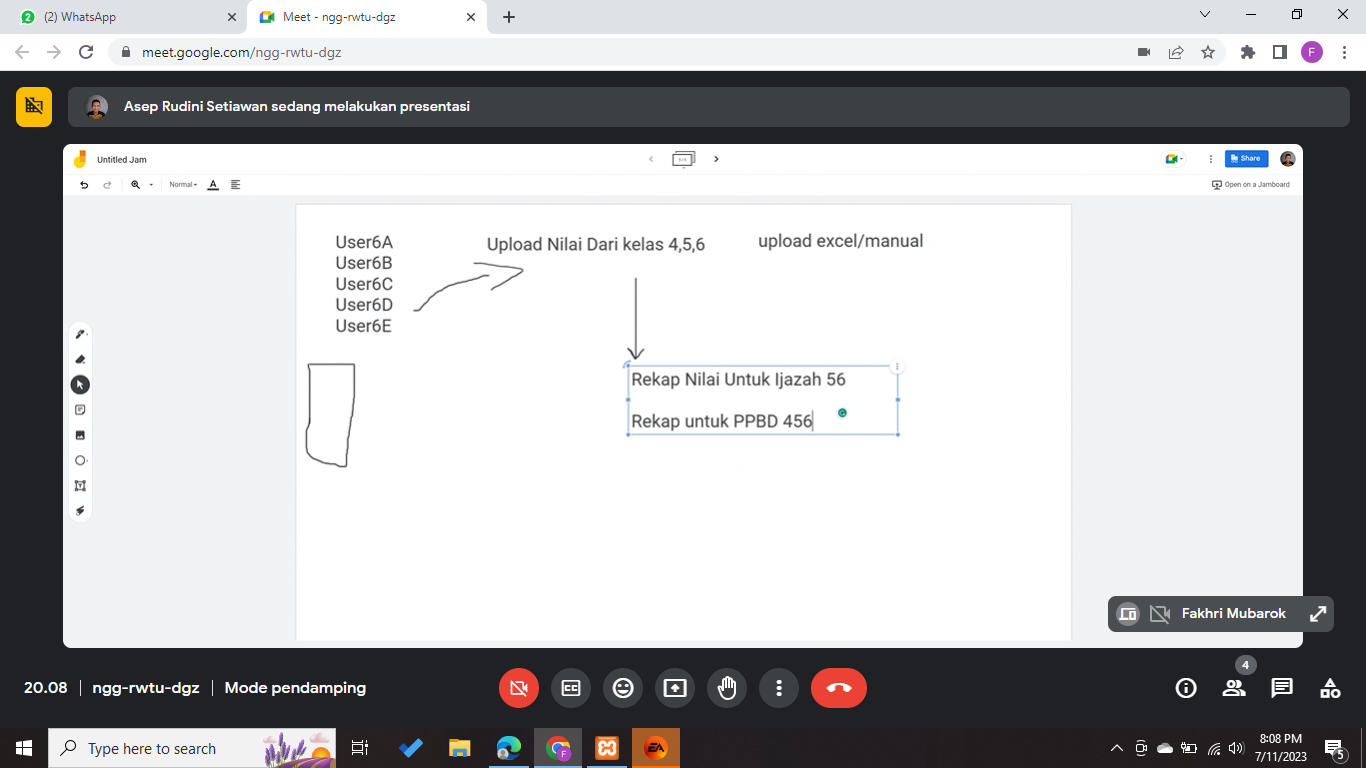 (2) WhatsApp
Meet - ngg-rwtu-dgz
meet.google.com/ngg-rwtu-dgz
F
Asep Rudini Setiawan sedang melakukan presentasi
Untitled Jam
Share
Normal
A
Open on a Jamboard
User6A
User6B
User6C
User6D
User6E
Upload Nilai Dari kelas 4,5,6
upload excel/manual
Rekap Nilai Untuk Ijazah 56
Rekap untuk PPBD 456
Fakhri Mubarok
20.08
ngg-rwtu-dgz
Mode pendamping
CC
4
Type here to search
EA
8:08 PM
7/11/2023
5